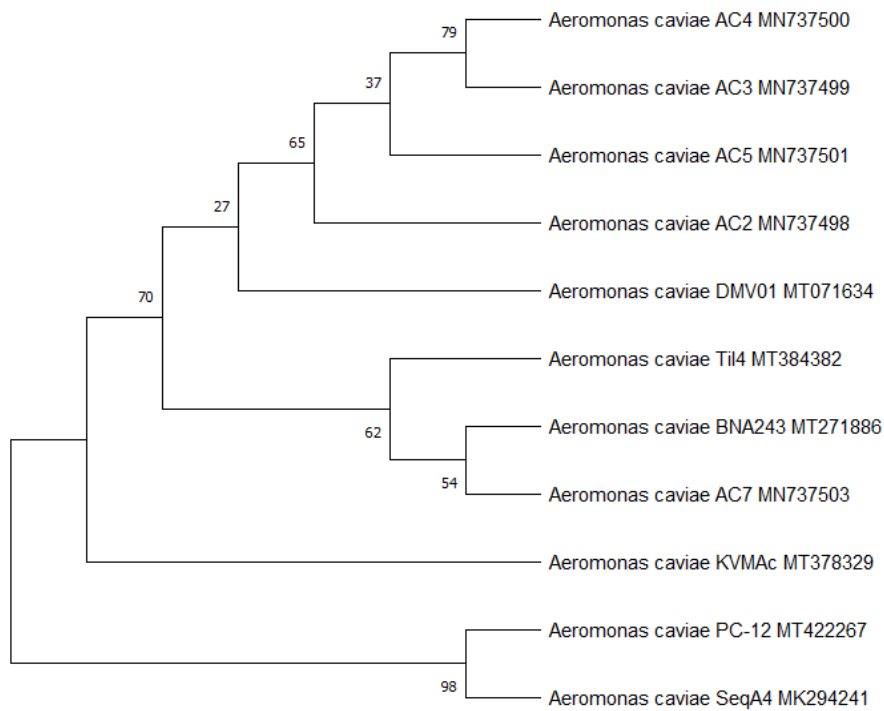 79
Aeromonas caviae AC4 MN737500
37
Aeromonas caviae AC3 MN737499
65
Aeromonas caviae AC5 MN737501
27
Aeromonas caviae AC2 MN737498
70
Aeromonas caviae DMV01 MT071634
Aeromonas caviae Til4 MT384382
62
Aeromonas caviae BNA243 MT271886
54
Aeromonas caviae AC7 MN737503
Aeromonas caviae KVMAc MT378329
Aeromonas caviae PC-12 MT422267
98
Aeromonas caviae SeqA4 MK294241